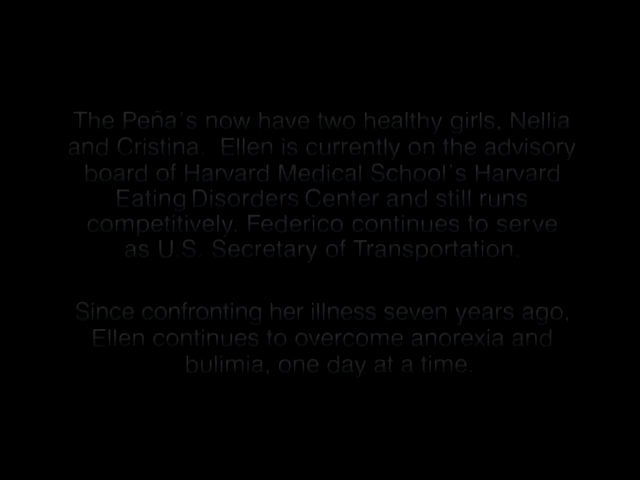 The Peňa's now have two healthy girls, Nellia
and Cristina. Ellen is currently on the advisory
board of Harvard Medical School's Harvard
Eating Disorders Center and still runs
competitively. Federico continues to serve
as U.S. Secretary of Transportation.
Since confronting her illness seven years ago,
Ellen continues to overcome anorexia and
bulimia, one day at a time.